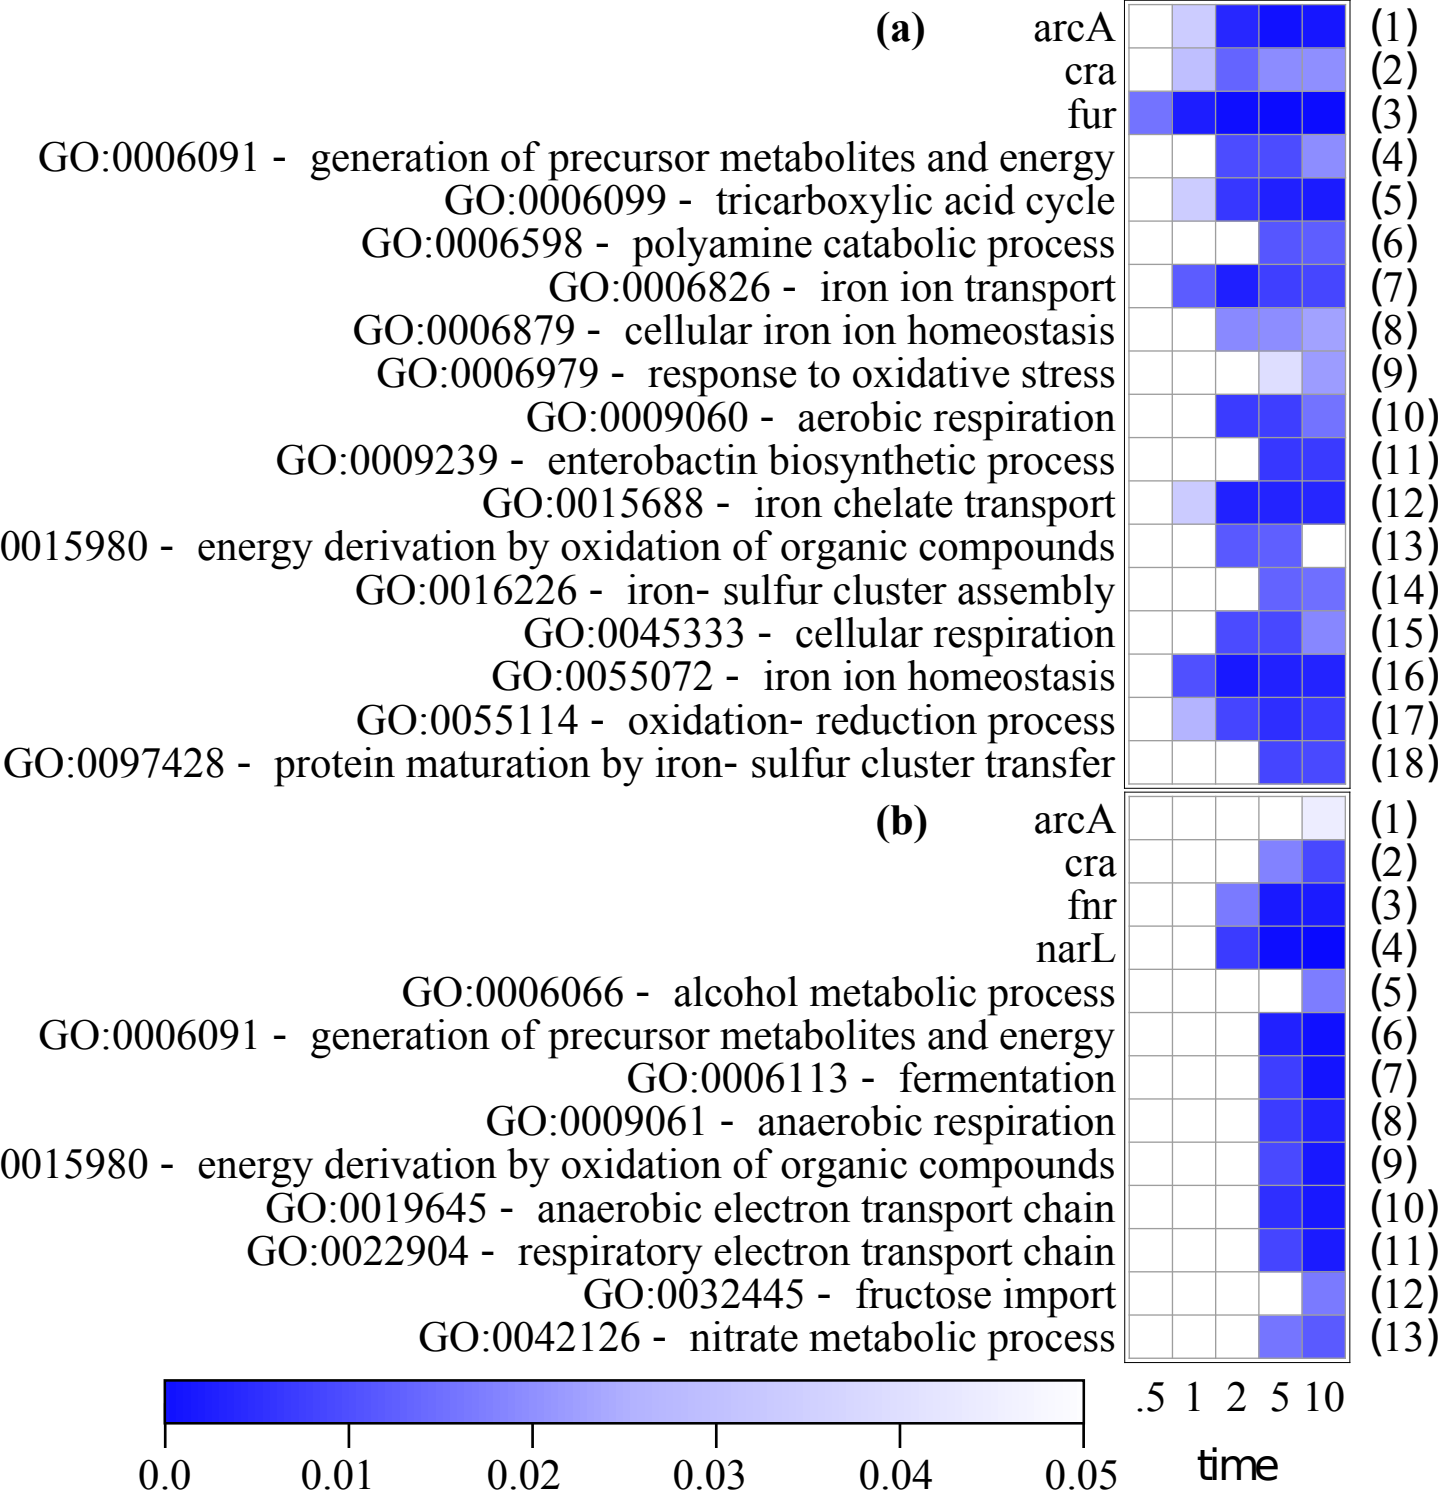 (a) arcA (1)
cra (2)
fur (3)
GO:0006091 - generation of precursor metabolites and energy (4)
GO:0006099 - tricarboxylic acid cycle (5)
GO:0006598 - polyamine catabolic process (6)
GO:0006826 - iron ion transport (7)
GO:0006879 - cellular iron ion homeostasis (8)
GO:0006979 - response to oxidative stress (9)
GO:0009060 - aerobic respiration (10)
GO:0009239 - enterobactin biosynthetic process (11)
GO:0015688 - iron chelate transport (12)
0015980 - energy derivation by oxidation of organic compounds (13)
GO:0016226 - iron- sulfur cluster assembly (14)
GO:0045333 - cellular respiration (15)
GO:0055072 - iron ion homeostasis (16)
GO:0055114 - oxidation- reduction process (17)
GO:0097428 - protein maturation by iron- sulfur cluster transfer (18)
(b) arcA (1)
cra (2)
fnr (3)
narL (4)
GO:0006066 - alcohol metabolic process (5)
GO:0006091 - generation of precursor metabolites and energy (6)
GO:0006113 - fermentation (7)
GO:0009061 - anaerobic respiration (8)
0015980 - energy derivation by oxidation of organic compounds (9)
GO:0019645 - anaerobic electron transport chain (10)
GO:0022904 - respiratory electron transport chain (11)
GO:0032445 - fructose import (12)
GO:0042126 - nitrate metabolic process (13)
.5 1 2 5 10
time
0.0 0.01 0.02 0.03 0.04 0.05